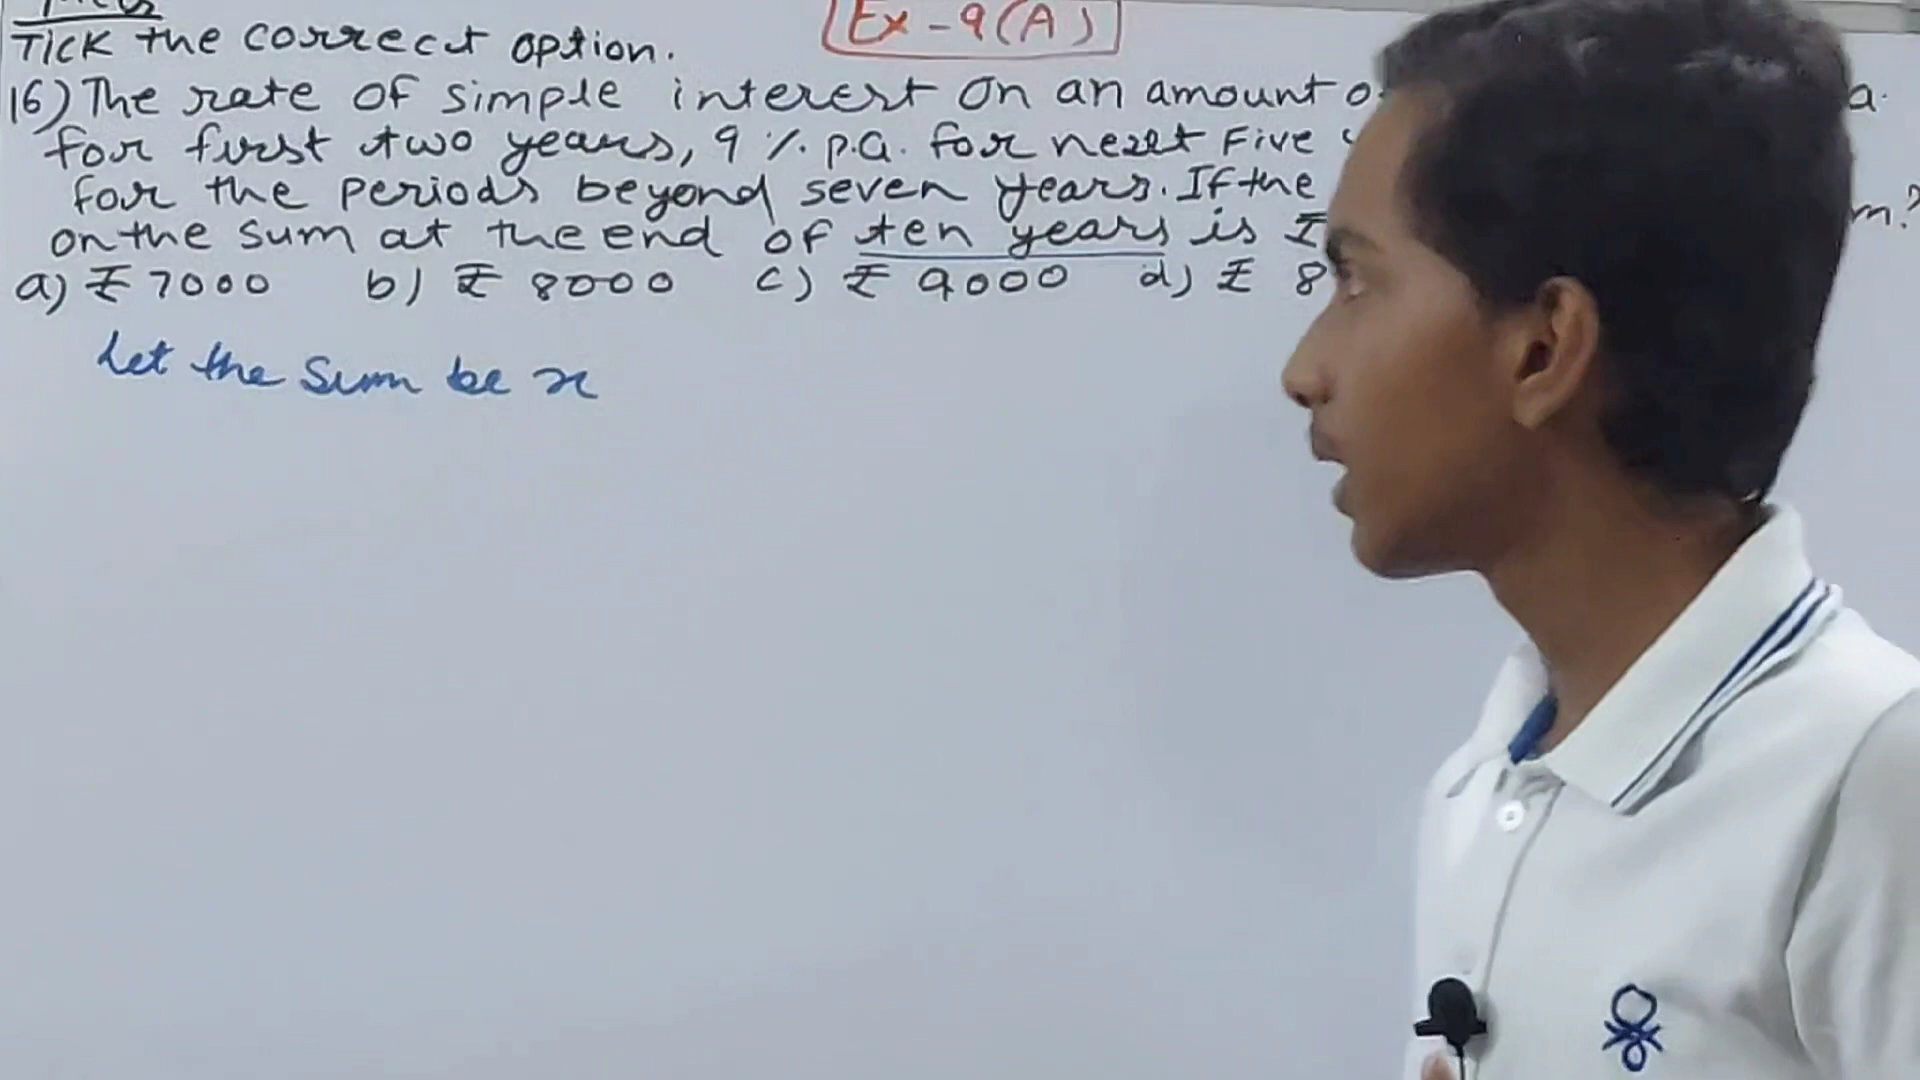 Ex-9(A)
TICK the correct option.
16) The rate of simple interest on an amount a.
for first two years, 9 %. p.a. for next Five
for the periods beyond seven years. If the
on the sum at the end of ten years is ₹ m?
a) ₹ 7000 b) ₹ 8000 c) ₹ 9000 d) ₹ 8
Let the Sum be x